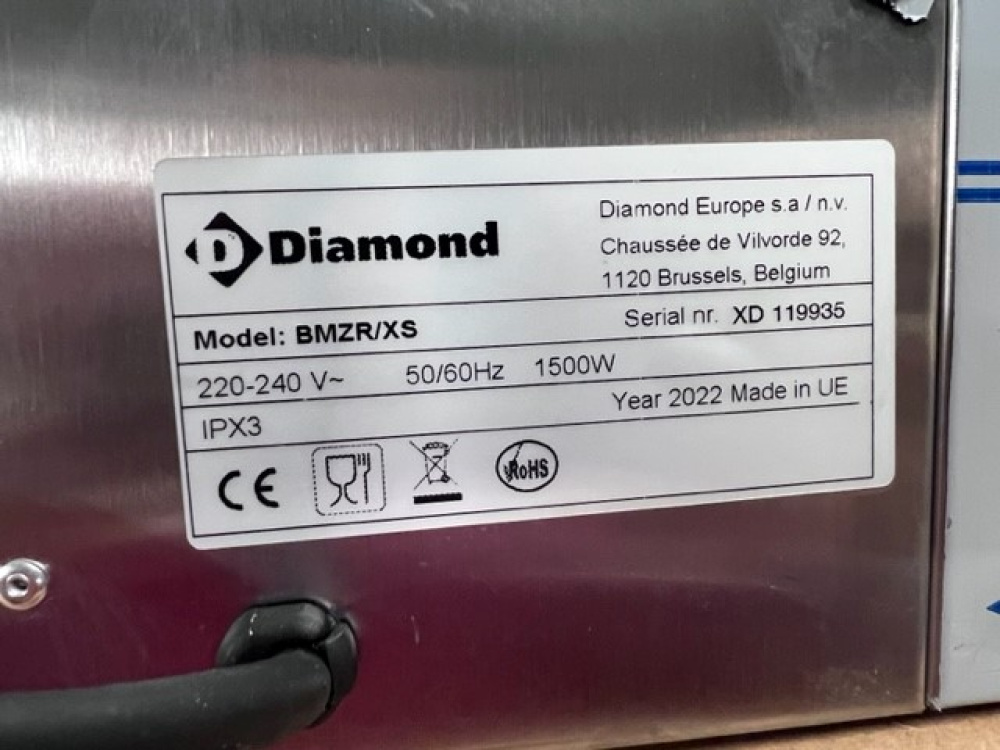 D Diamond
Diamond Europe s.a / n.v.
Chaussée de Vilvorde 92,
1120 Brussels, Belgium
Model: BMZR/XS
Serial nr. XD 119935
220-240 V~ 50/60Hz 1500W
IPX3
Year 2022 Made in UE
CE
RoHS